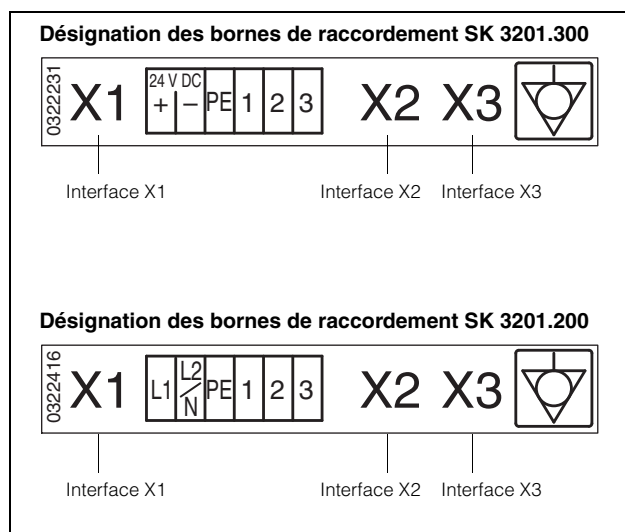 Désignation des bornes de raccordement SK 3201.300
0322231 X1 24 V DC + – PE 1 2 3 X2 X3
Interface X1 Interface X2 Interface X3
Désignation des bornes de raccordement SK 3201.200
0322416 X1 L1 L2/N PE 1 2 3 X2 X3
Interface X1 Interface X2 Interface X3